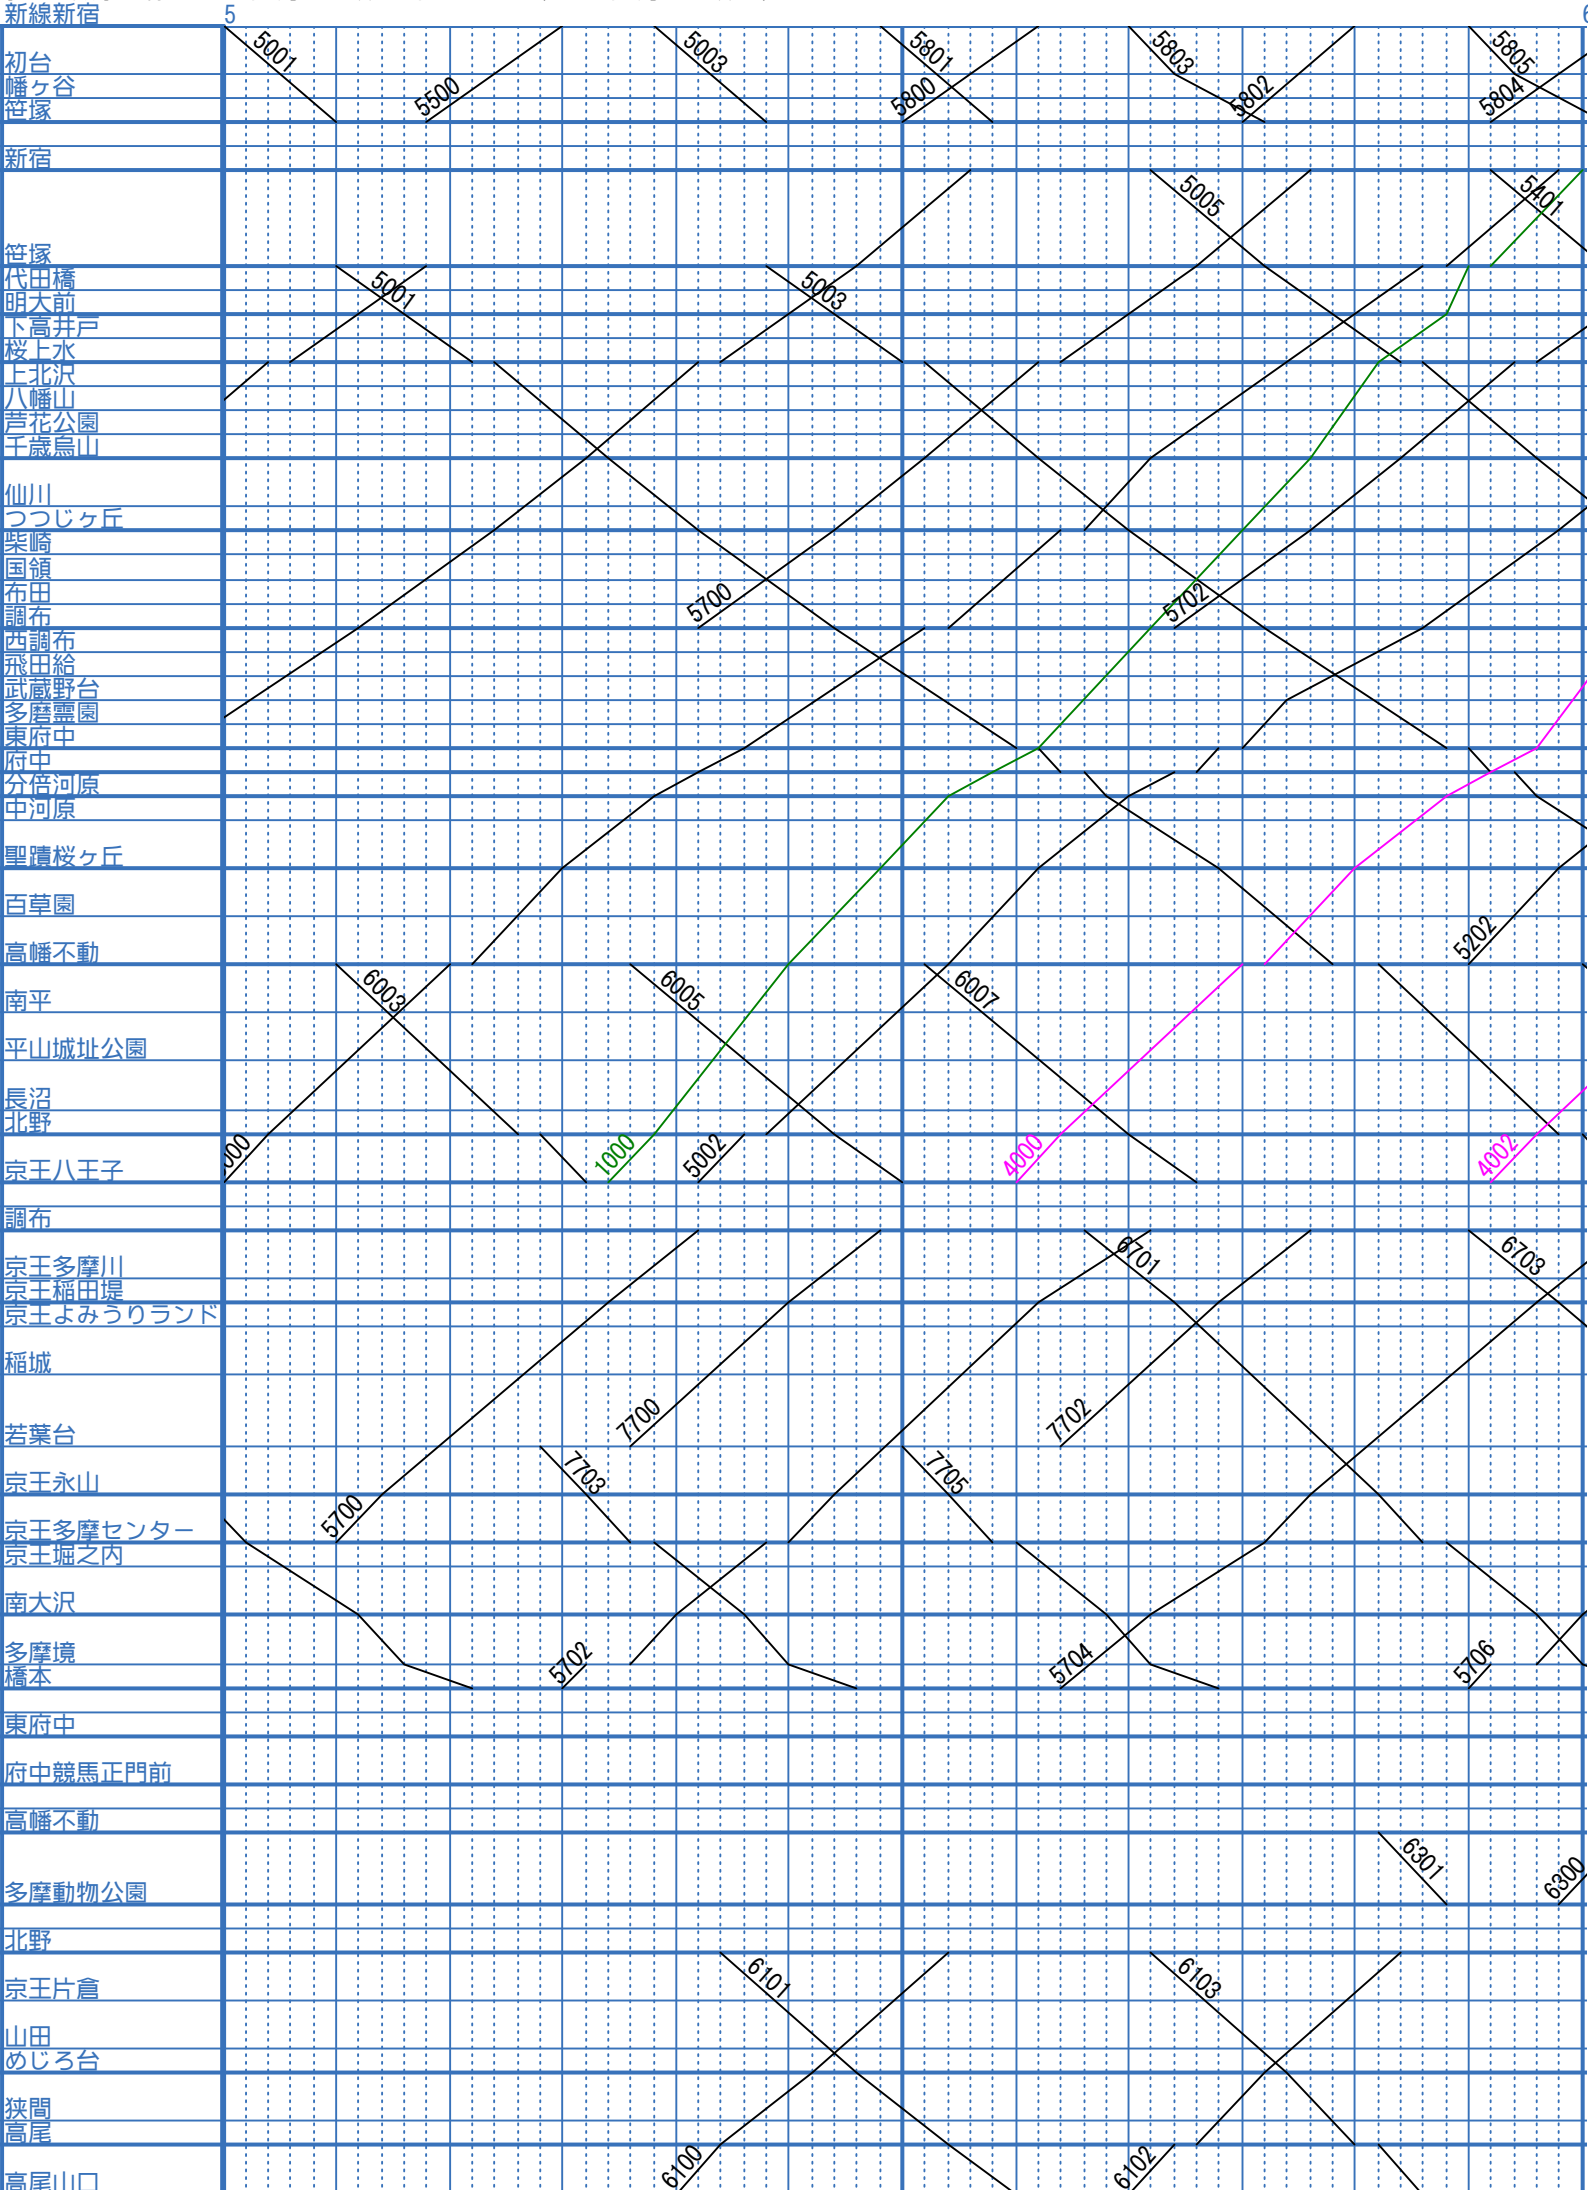 新線新宿 5 6
5001 5003 5801 5803 5805
初台
幡ヶ谷
5500 5800 5802 5804
笹塚
新宿
5005 5401
笹塚
代田橋
5001 5003
明大前
下高井戸
桜上水
上北沢
八幡山
芦花公園
千歳烏山
仙川
つつじヶ丘
柴崎
国領
布田
5700 5702
調布
西調布
飛田給
武蔵野台
多磨霊園
東府中
府中
分倍河原
中河原
聖蹟桜ヶ丘
百草園
5202
高幡不動
6003 6005 6007
南平
平山城址公園
長沼
北野
000 1000 5002 4000 4002
京王八王子
調布
6701 6703
京王多摩川
京王稲田堤
京王よみうりランド
稲城
7700 7702
若葉台
7703 7705
京王永山
5700
京王多摩センター
京王堀之内
南大沢
多摩境
5702 5704 5706
橋本
東府中
府中競馬正門前
高幡不動
6301 6300
多摩動物公園
北野
6101 6103
京王片倉
山田
めじろ台
狭間
高尾
6100 6102
高尾山口